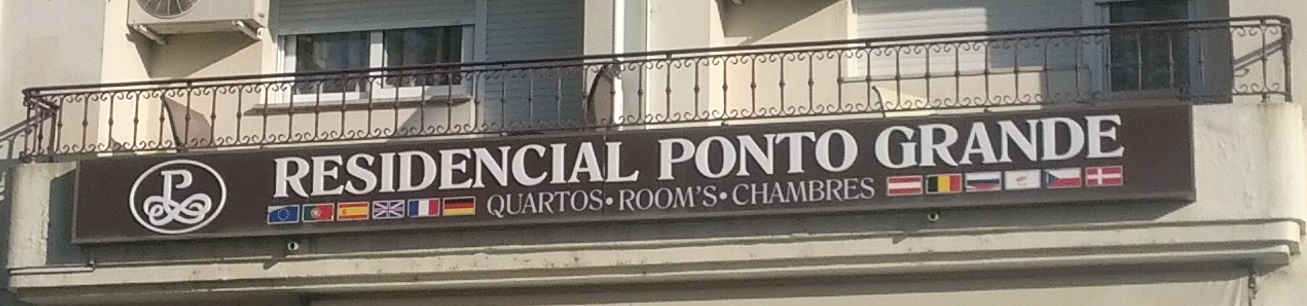 P
RESIDENCIAL PONTO GRANDE
QUARTOS•ROOM'S•CHAMBRES